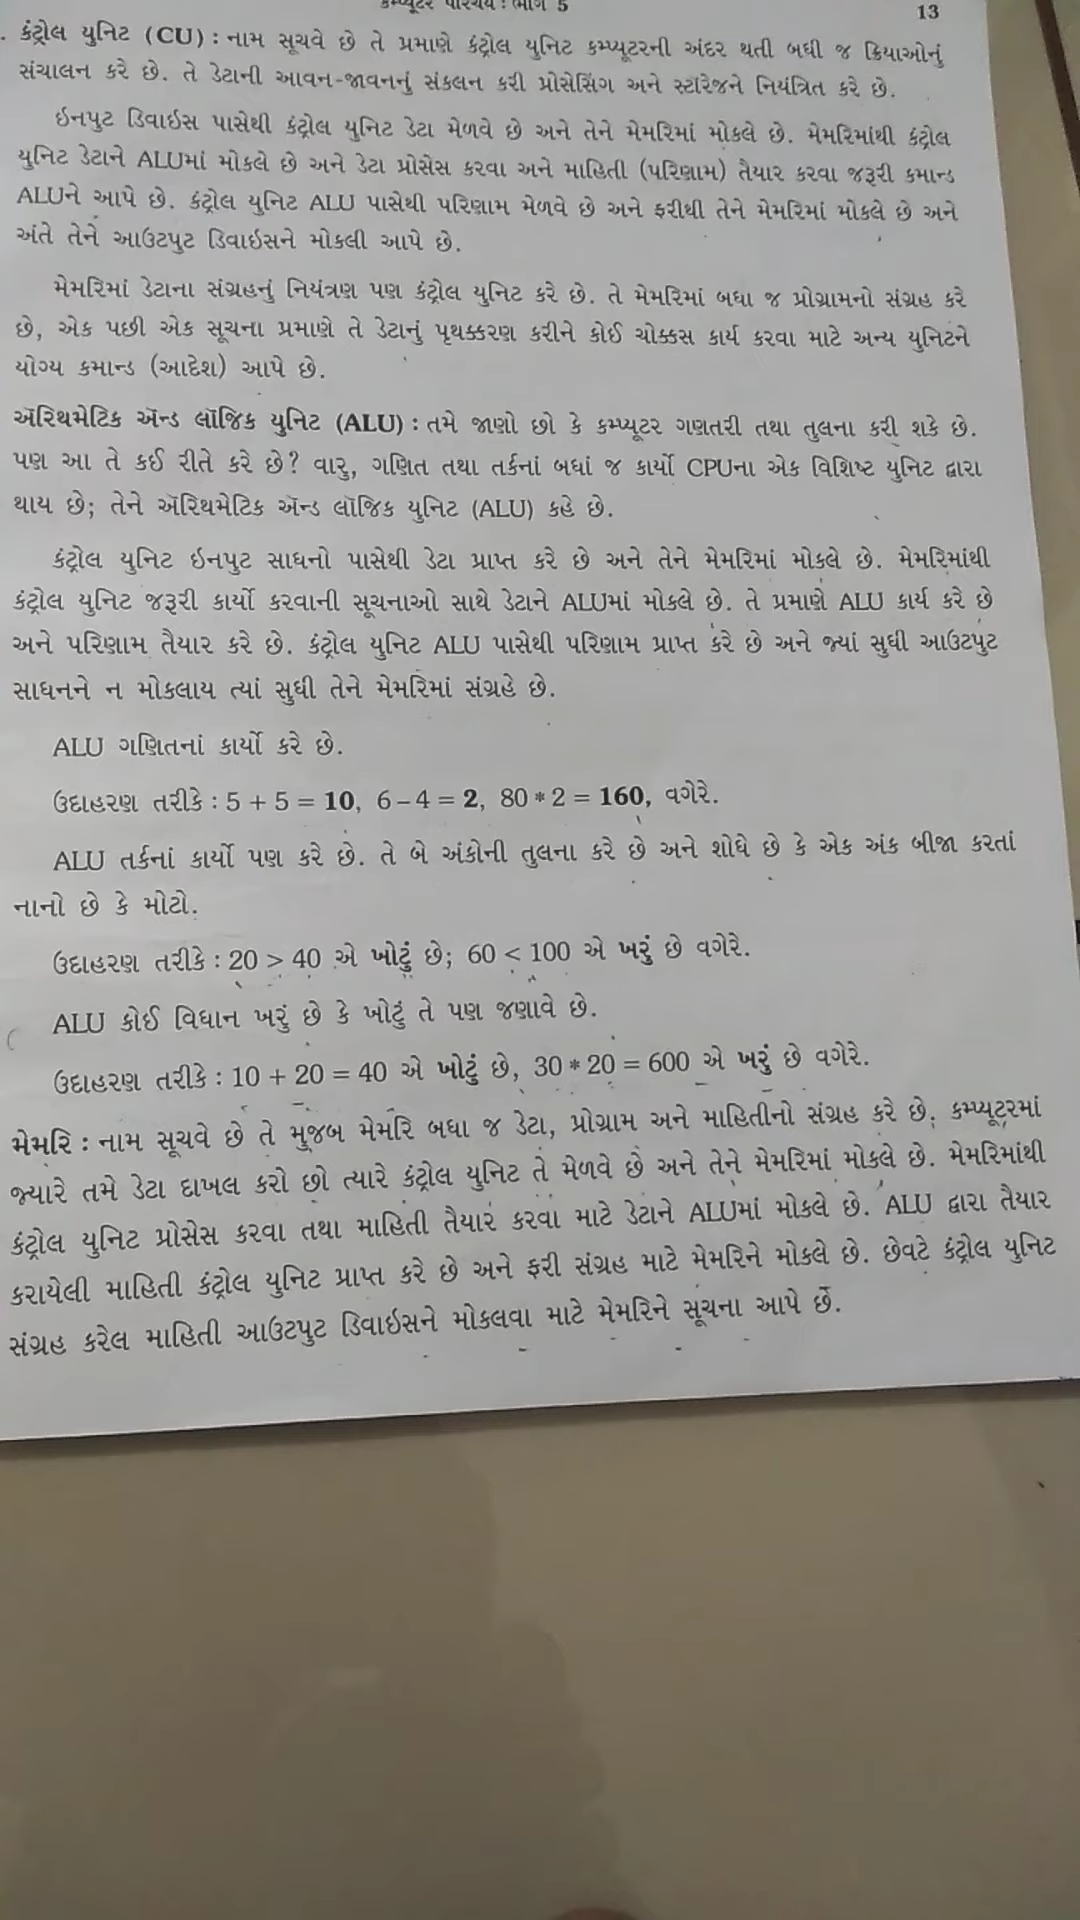 કમ્પ્યૂટર પરિચય : ભાગ 5
13
. કંટ્રોલ યુનિટ (CU) : નામ સૂચવે છે તે પ્રમાણે કંટ્રોલ યુનિટ કમ્પ્યૂટરની અંદર થતી બધી જ ક્રિયાઓનું
સંચાલન કરે છે. તે ડેટાની આવન-જાવનનું સંકલન કરી પ્રોસેસિંગ અને સ્ટોરેજને નિયંત્રિત કરે છે.
ઇનપુટ ડિવાઇસ પાસેથી કંટ્રોલ યુનિટ ડેટા મેળવે છે અને તેને મેમરિમાં મોકલે છે. મેમરિમાંથી કંટ્રોલ
યુનિટ ડેટાને ALUમાં મોકલે છે અને ડેટા પ્રોસેસ કરવા અને માહિતી (પરિણામ) તૈયાર કરવા જરૂરી કમાન્ડ
ALUને આપે છે. કંટ્રોલ યુનિટ ALU પાસેથી પરિણામ મેળવે છે અને ફરીથી તેને મેમરિમાં મોકલે છે અને
અંતે તેને આઉટપુટ ડિવાઇસને મોકલી આપે છે.
મેમરિમાં ડેટાના સંગ્રહનું નિયંત્રણ પણ કંટ્રોલ યુનિટ કરે છે. તે મેમરિમાં બધા જ પ્રોગ્રામનો સંગ્રહ કરે
છે, એક પછી એક સૂચના પ્રમાણે તે ડેટાનું પૃથક્કરણ કરીને કોઈ ચોક્કસ કાર્ય કરવા માટે અન્ય યુનિટને
યોગ્ય કમાન્ડ (આદેશ) આપે છે.
ઍરિથમેટિક ઍન્ડ લૉજિક યુનિટ (ALU) : તમે જાણો છો કે કમ્પ્યૂટર ગણતરી તથા તુલના કરી શકે છે.
પણ આ તે કઈ રીતે કરે છે? વારુ, ગણિત તથા તર્કનાં બધાં જ કાર્યો CPUના એક વિશિષ્ટ યુનિટ દ્વારા
થાય છે; તેને ઍરિથમેટિક ઍન્ડ લૉજિક યુનિટ (ALU) કહે છે.
કંટ્રોલ યુનિટ ઇનપુટ સાધનો પાસેથી ડેટા પ્રાપ્ત કરે છે અને તેને મેમરિમાં મોકલે છે. મેમરિમાંથી
કંટ્રોલ યુનિટ જરૂરી કાર્યો કરવાની સૂચનાઓ સાથે ડેટાને ALUમાં મોકલે છે. તે પ્રમાણે ALU કાર્ય કરે છે
અને પરિણામ તૈયાર કરે છે. કંટ્રોલ યુનિટ ALU પાસેથી પરિણામ પ્રાપ્ત કરે છે અને જ્યાં સુધી આઉટપુટ
સાધનને ન મોકલાય ત્યાં સુધી તેને મેમરિમાં સંગ્રહે છે.
ALU ગણિતનાં કાર્યો કરે છે.
ઉદાહરણ તરીકે : 5 + 5 = 10, 6 – 4 = 2, 80 * 2 = 160, વગેરે.
ALU તર્કનાં કાર્યો પણ કરે છે. તે બે અંકોની તુલના કરે છે અને શોધે છે કે એક અંક બીજા કરતાં
નાનો છે કે મોટો.
ઉદાહરણ તરીકે : 20 > 40 એ ખોટું છે; 60 < 100 એ ખરું છે વગેરે.
ALU કોઈ વિધાન ખરું છે કે ખોટું તે પણ જણાવે છે.
ઉદાહરણ તરીકે : 10 + 20 = 40 એ ખોટું છે, 30 * 20 = 600 એ ખરું છે વગેરે.
મેમરિ : નામ સૂચવે છે તે મુજબ મેમરિ બધા જ ડેટા, પ્રોગ્રામ અને માહિતીનો સંગ્રહ કરે છે. કમ્પ્યૂટરમાં
જ્યારે તમે ડેટા દાખલ કરો છો ત્યારે કંટ્રોલ યુનિટ તે મેળવે છે અને તેને મેમરિમાં મોકલે છે. મેમરિમાંથી
કંટ્રોલ યુનિટ પ્રોસેસ કરવા તથા માહિતી તૈયાર કરવા માટે ડેટાને ALUમાં મોકલે છે. ALU દ્વારા તૈયાર
કરાયેલી માહિતી કંટ્રોલ યુનિટ પ્રાપ્ત કરે છે અને ફરી સંગ્રહ માટે મેમરિને મોકલે છે. છેવટે કંટ્રોલ યુનિટ
સંગ્રહ કરેલ માહિતી આઉટપુટ ડિવાઇસને મોકલવા માટે મેમરિને સૂચના આપે છે.